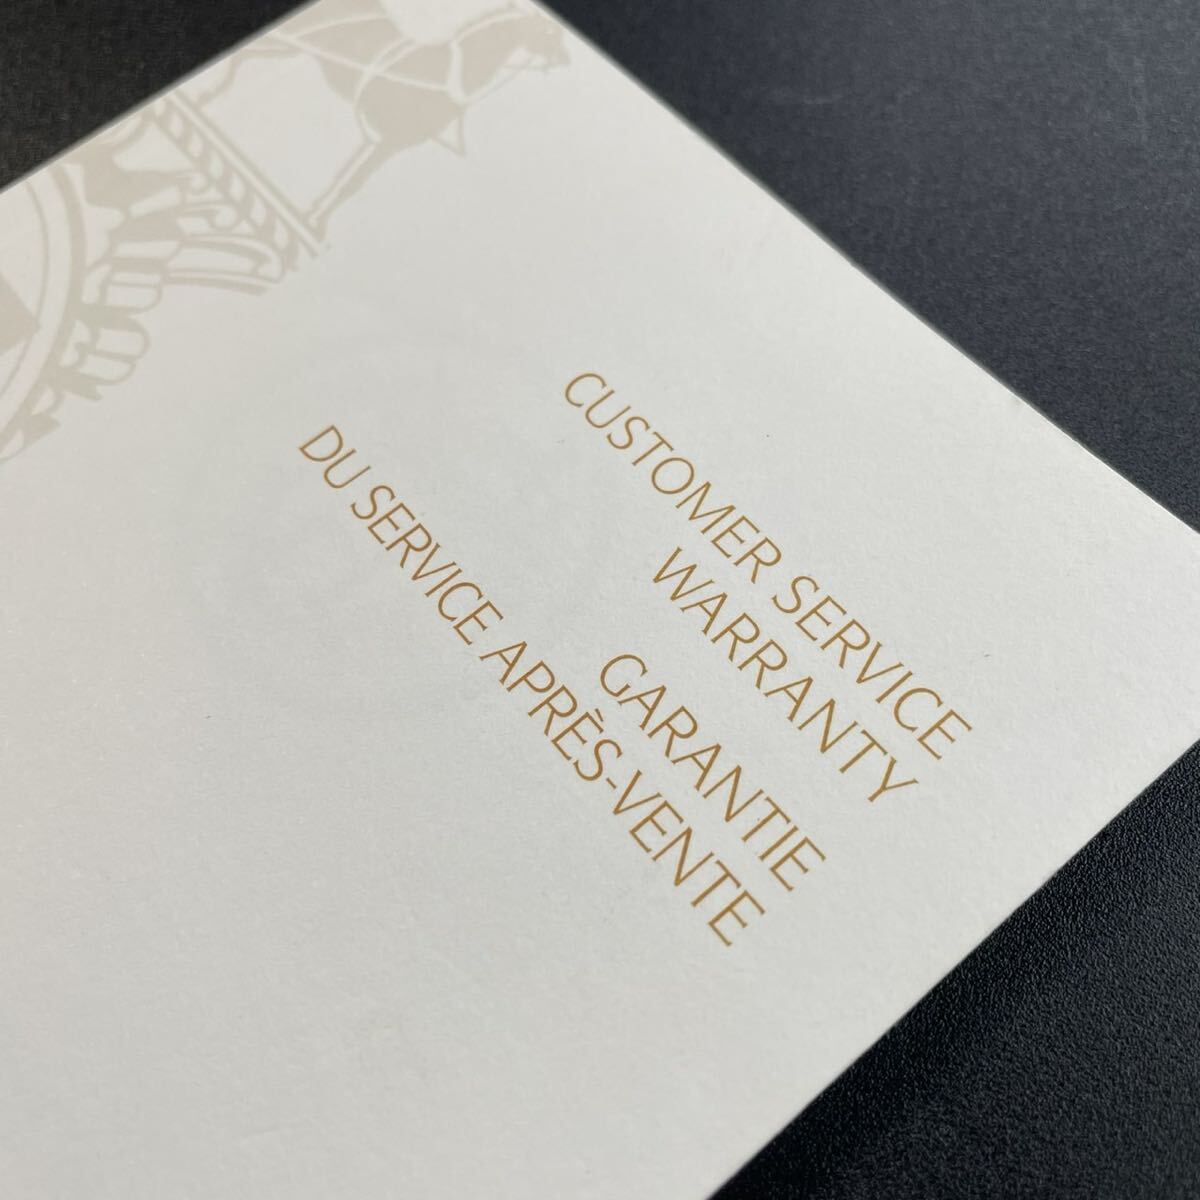 CUSTOMER SERVICE
WARRANTY
GARANTIE
DU SERVICE APRÈS-VENTE